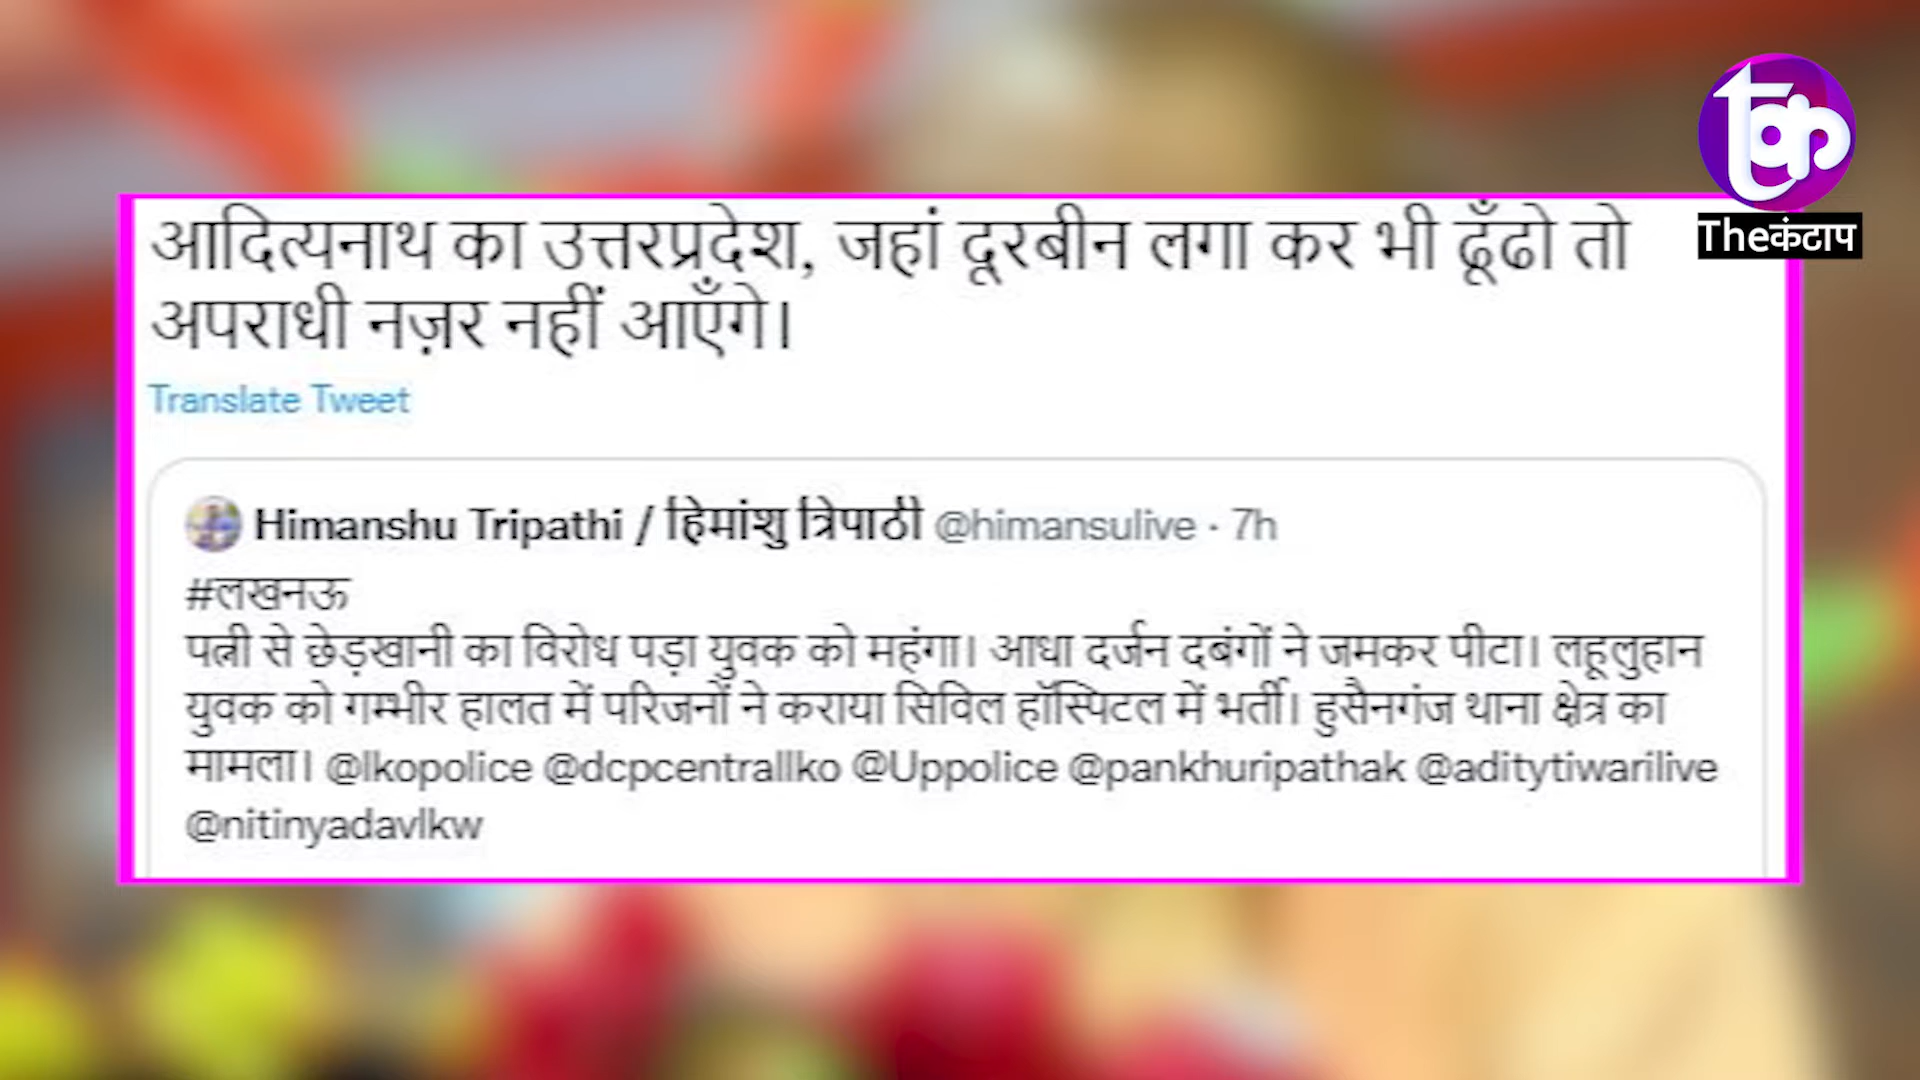 tak
Theकंटाप
आदित्यनाथ का उत्तरप्रदेश, जहां दूरबीन लगा कर भी ढूँढो तो
अपराधी नज़र नहीं आएँगे।
Translate Tweet
Himanshu Tripathi / हिमांशु त्रिपाठी @himansulive · 7h
#लखनऊ
पत्नी से छेड़खानी का विरोध पड़ा युवक को महंगा। आधा दर्जन दबंगों ने जमकर पीटा। लहूलुहान
युवक को गम्भीर हालत में परिजनों ने कराया सिविल हॉस्पिटल में भर्ती। हुसैनगंज थाना क्षेत्र का
मामला। @lkopolice @dcpcentrallko @Uppolice @pankhuripathak @aditytiwarilive
@nitinyadavlkw